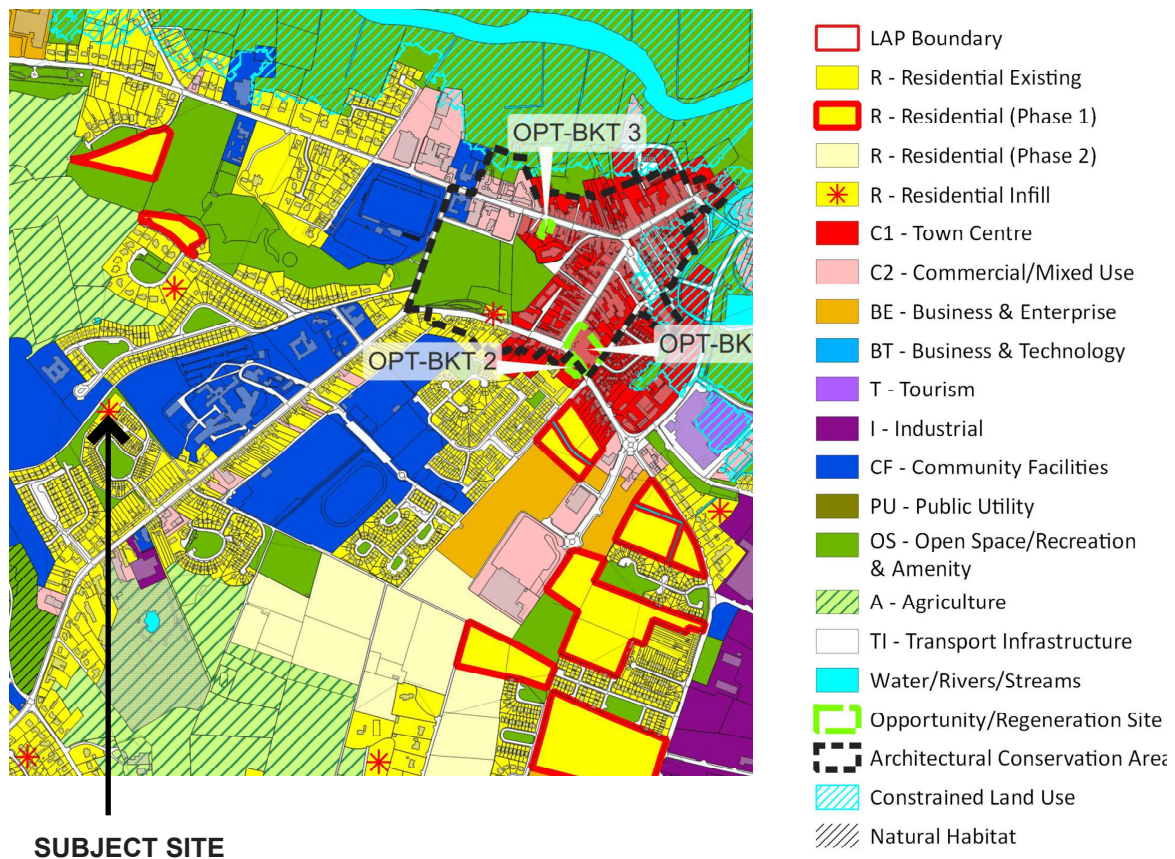 OPT-BKT 3
OPT-BKT 2
OPT-BK
SUBJECT SITE
LAP Boundary
R - Residential Existing
R - Residential (Phase 1)
R - Residential (Phase 2)
R - Residential Infill
C1 - Town Centre
C2 - Commercial/Mixed Use
BE - Business & Enterprise
BT - Business & Technology
T - Tourism
I - Industrial
CF - Community Facilities
PU - Public Utility
OS - Open Space/Recreation
& Amenity
A - Agriculture
TI - Transport Infrastructure
Water/Rivers/Streams
Opportunity/Regeneration Site
Architectural Conservation Area
Constrained Land Use
Natural Habitat